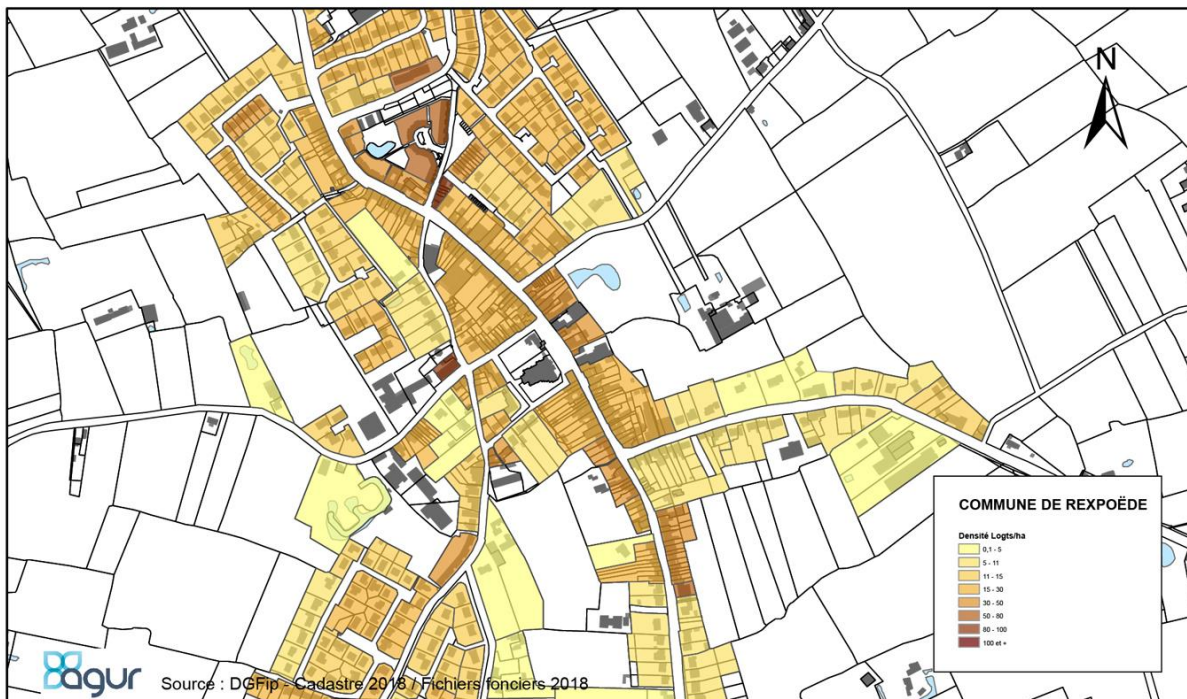 N
COMMUNE DE REXPOËDE
Densité Logts/ha
0,1 - 5
5 - 11
11 - 15
15 - 30
30 - 50
50 - 80
80 - 100
100 et +
agur
Source : DGFip - Cadastre 2018 / Fichiers fonciers 2018